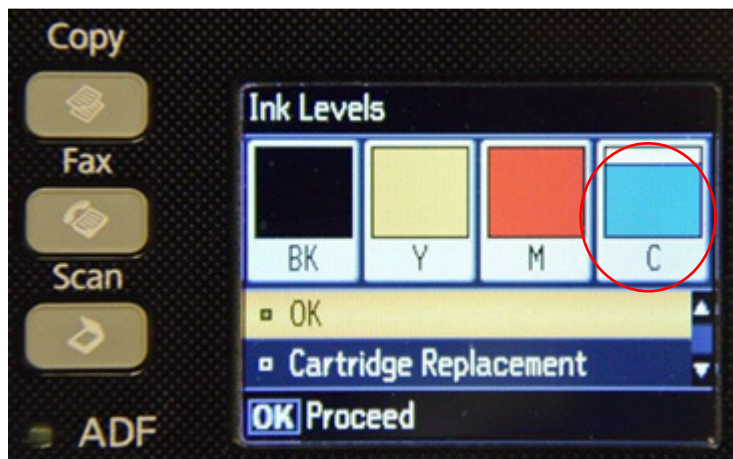 Copy
Fax
Scan
ADF
Ink Levels
BK Y M C
OK
Cartridge Replacement
OK Proceed